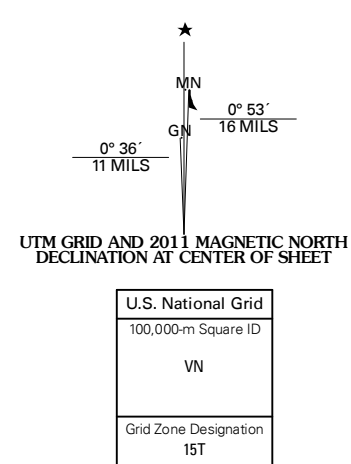 ★
MN
GN
0° 53´
16 MILS
0° 36´
11 MILS
UTM GRID AND 2011 MAGNETIC NORTH
DECLINATION AT CENTER OF SHEET
U.S. National Grid
100,000-m Square ID
VN
Grid Zone Designation
15T